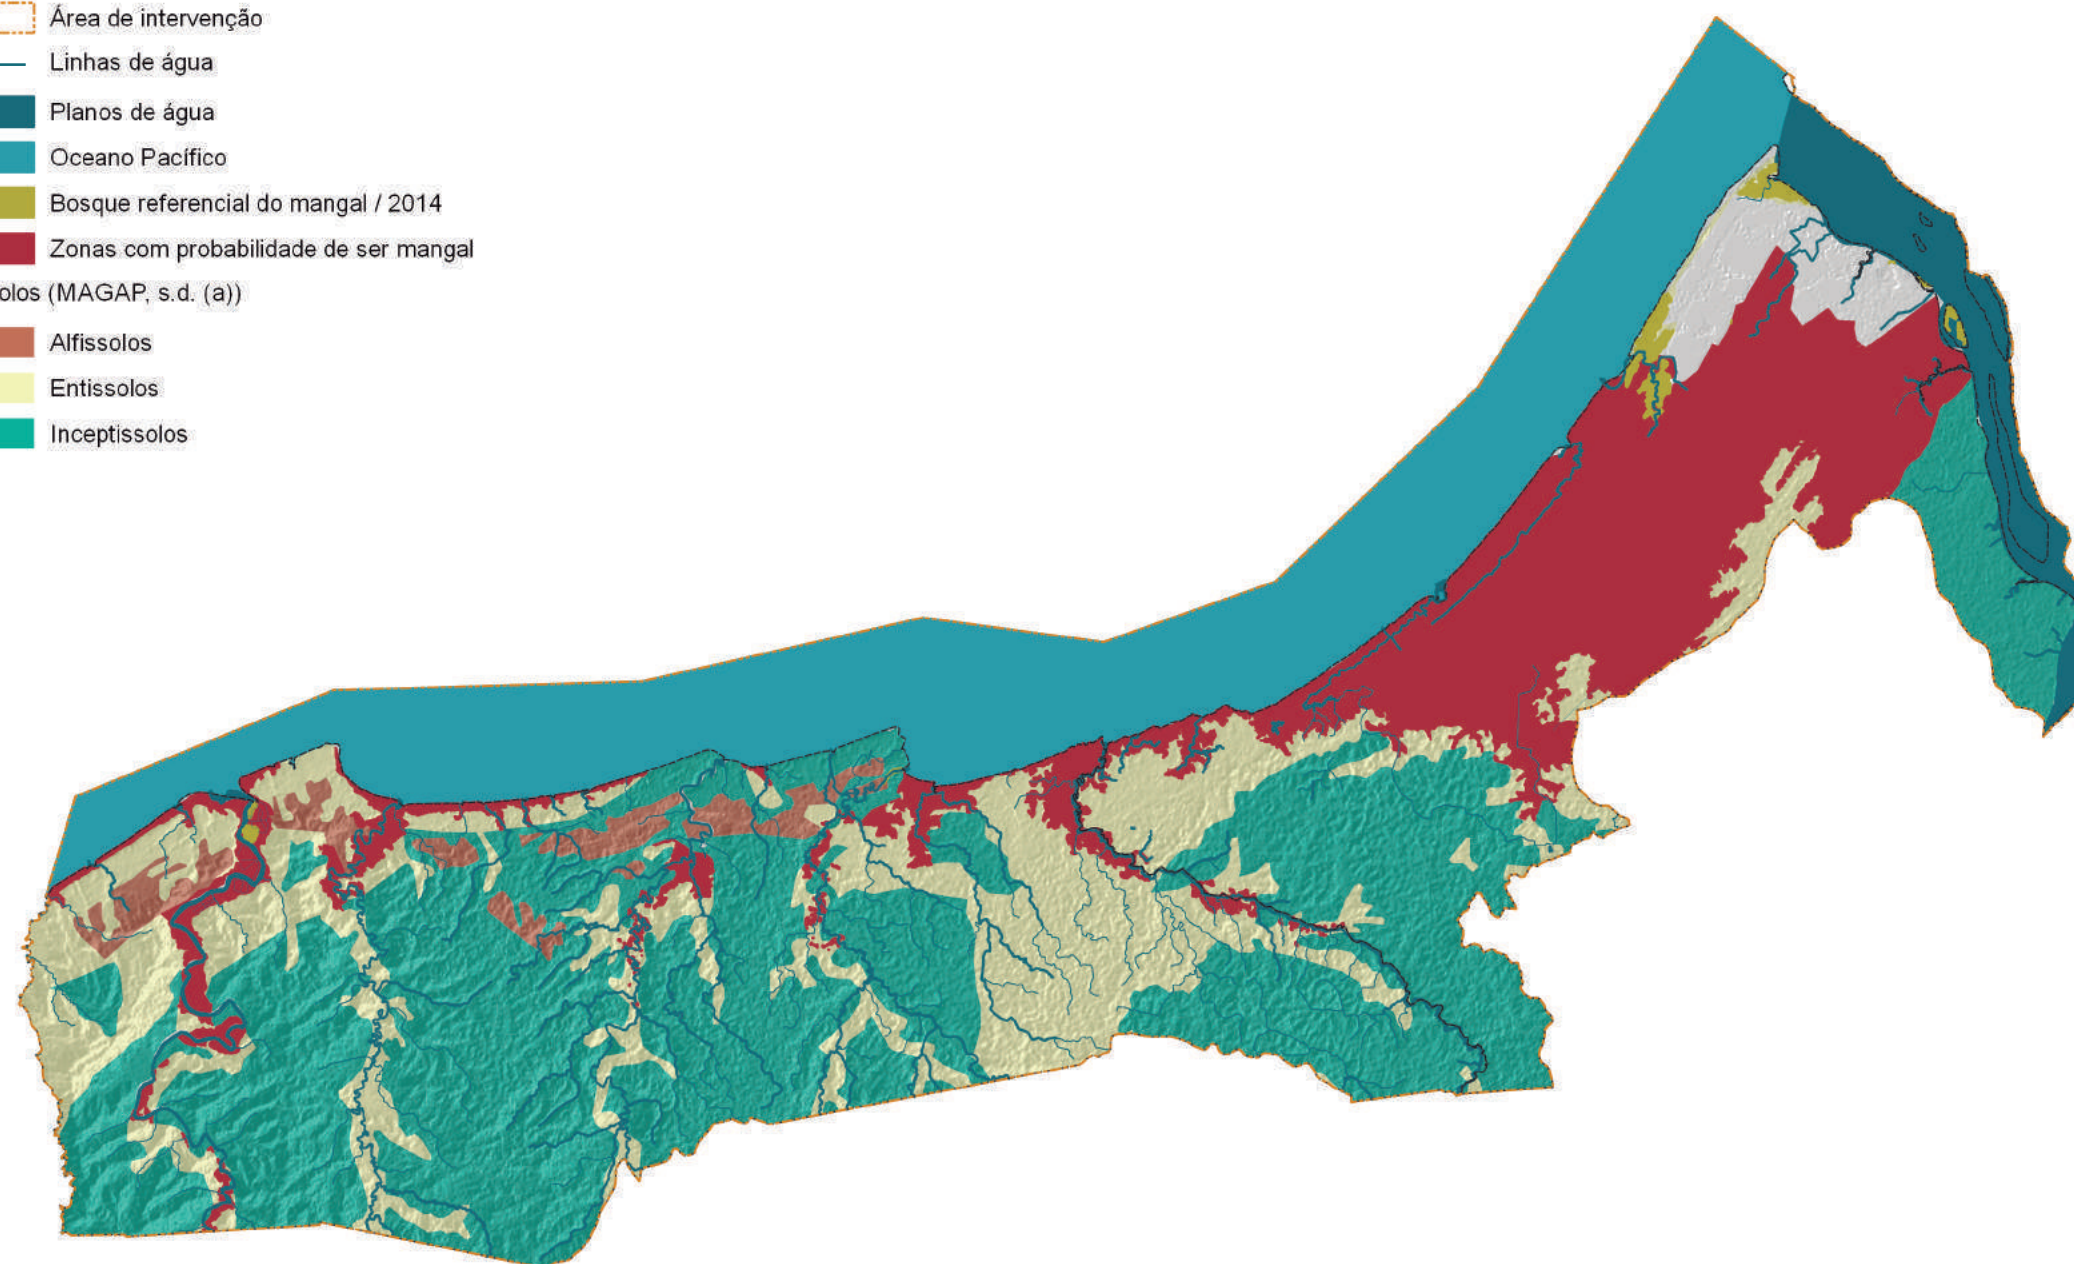 Área de intervenção
Linhas de água
Planos de água
Oceano Pacífico
Bosque referencial do mangal / 2014
Zonas com probabilidade de ser mangal
olos (MAGAP, s.d. (a))
Alfissolos
Entissolos
Inceptissolos